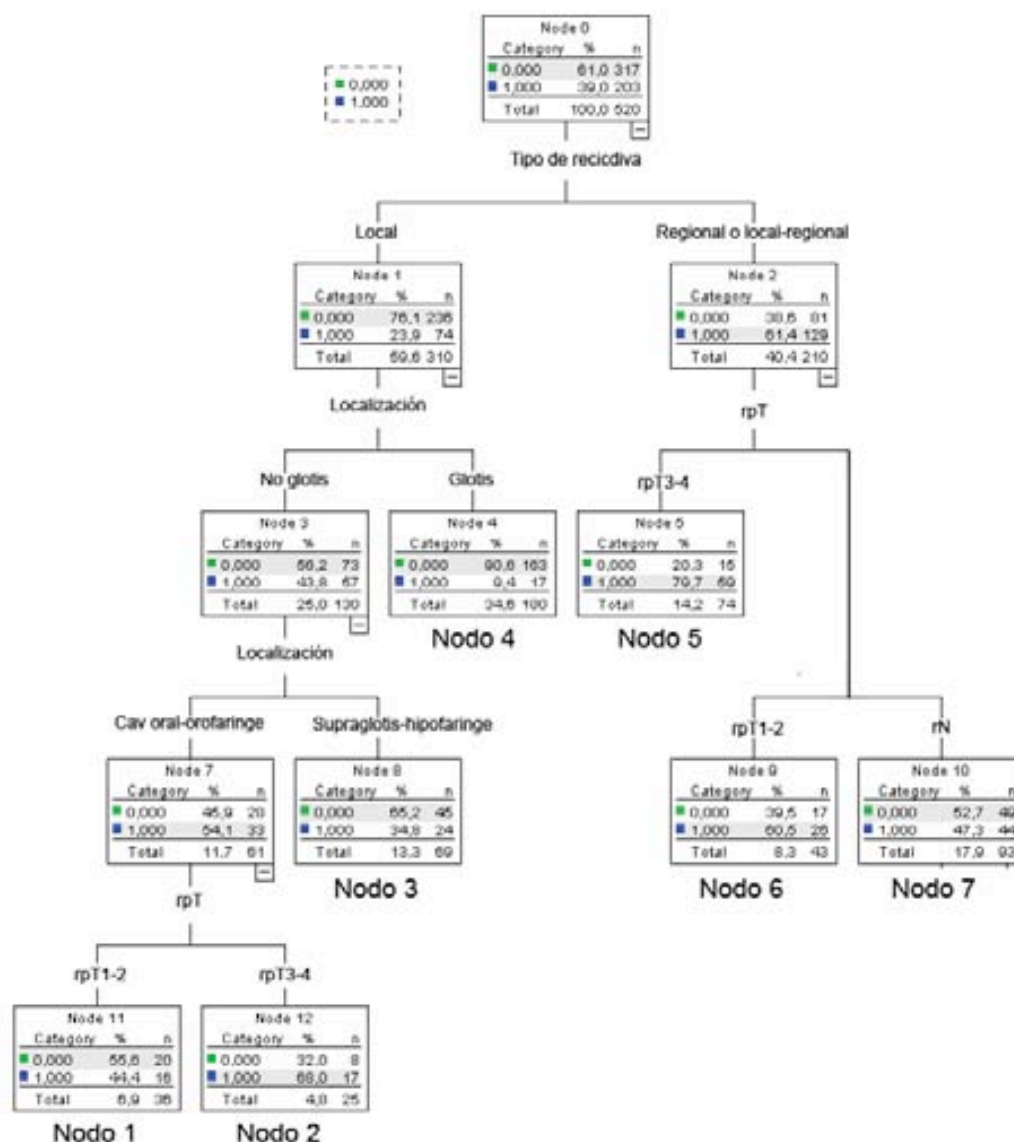 Node 0
Category % n
0,000 61,0 317
1,000 39,0 203
Total 100,0 520
0,000
1,000
Tipo de recicdiva
Local
Regional o local-regional
Node 1
Category % n
0,000 76,1 236
1,000 23,9 74
Total 59,6 310
Node 2
Category % n
0,000 38,6 81
1,000 61,4 129
Total 40,4 210
Localización
rpT
No glotis
Glotis
rpT3-4
Node 3
Category % n
0,000 56,2 73
1,000 43,8 57
Total 25,0 130
Node 4
Category % n
0,000 90,6 163
1,000 9,4 17
Total 34,6 180
Nodo 4
Node 5
Category % n
0,000 20,3 15
1,000 79,7 59
Total 14,2 74
Nodo 5
Localización
Cav oral-orofaringe
Supraglotis-hipofaringe
rpT1-2
rN
Node 7
Category % n
0,000 45,9 28
1,000 54,1 33
Total 11,7 61
Node 8
Category % n
0,000 65,2 45
1,000 34,8 24
Total 13,3 69
Nodo 3
Node 9
Category % n
0,000 39,5 17
1,000 60,5 26
Total 8,3 43
Nodo 6
Node 10
Category % n
0,000 52,7 49
1,000 47,3 44
Total 17,9 93
Nodo 7
rpT
rpT1-2
rpT3-4
Node 11
Category % n
0,000 55,6 20
1,000 44,4 16
Total 6,9 36
Nodo 1
Node 12
Category % n
0,000 32,0 8
1,000 68,0 17
Total 4,8 25
Nodo 2